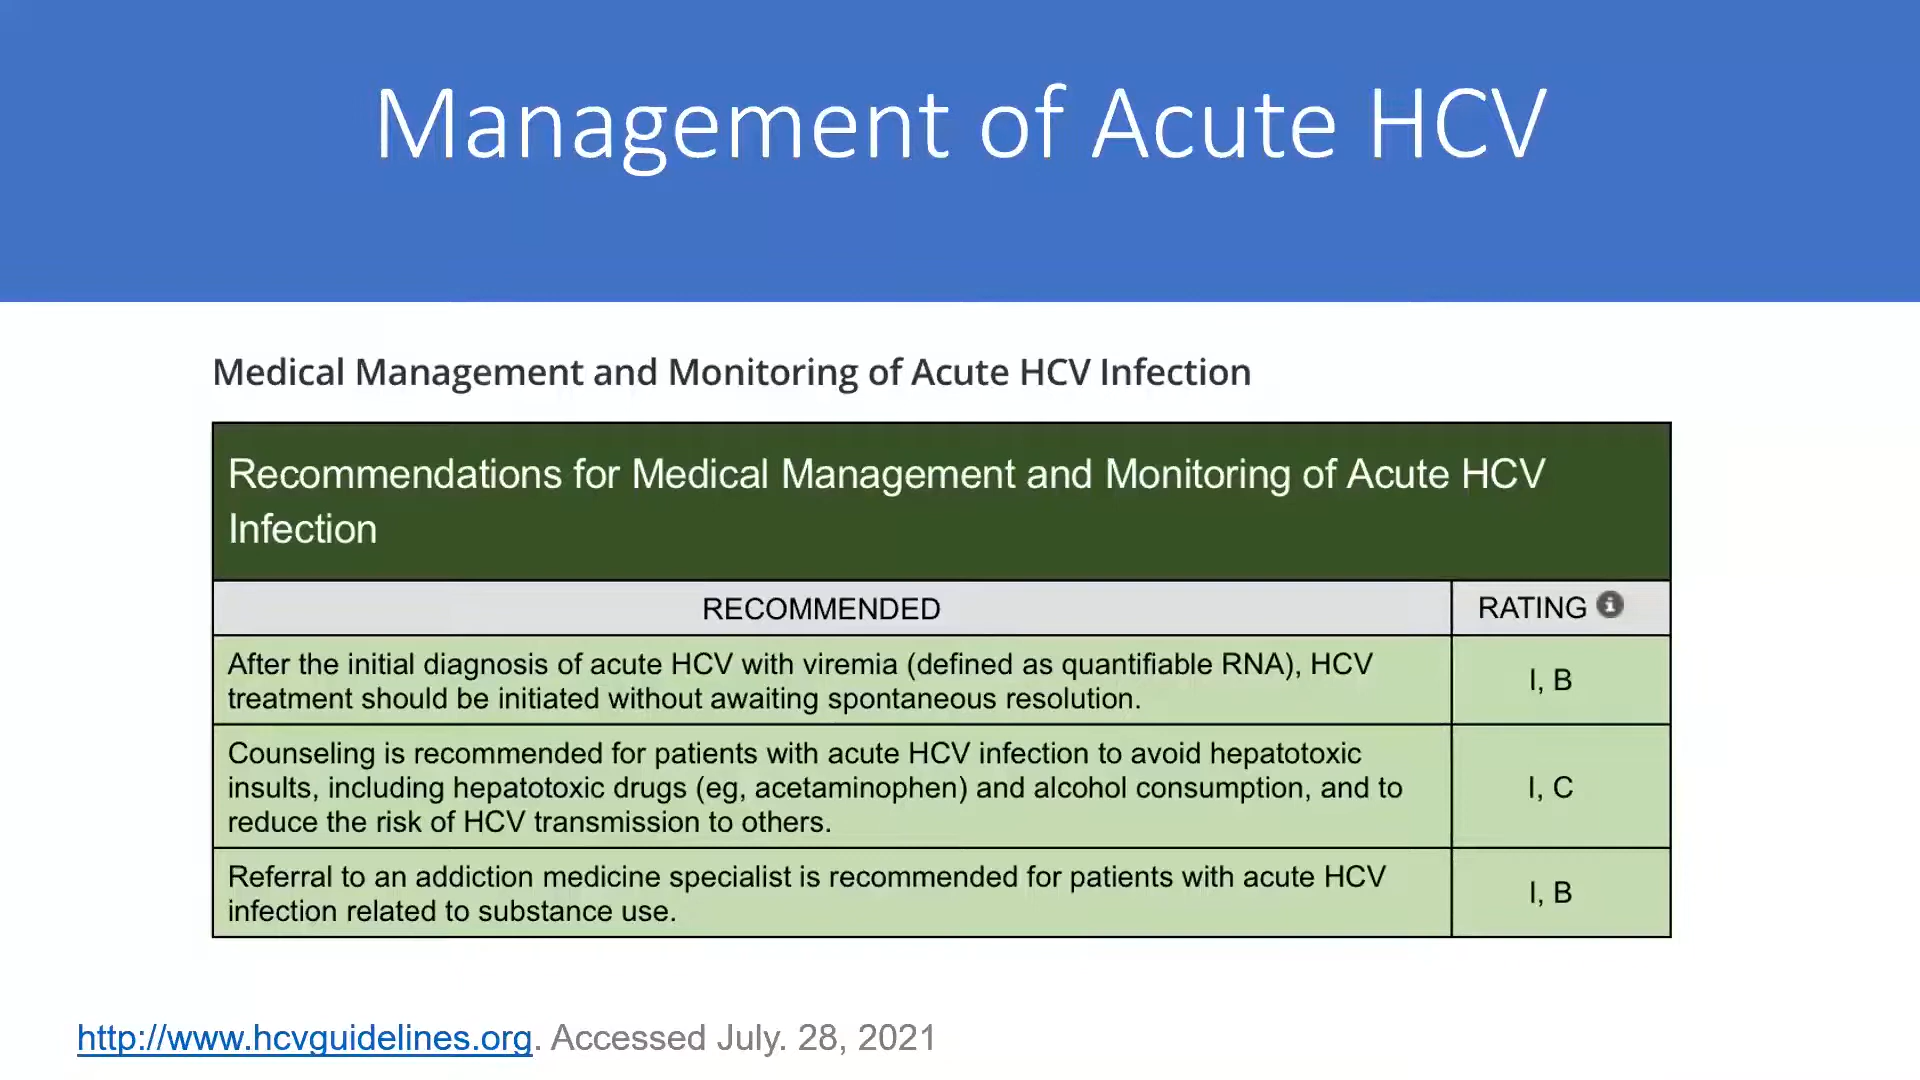 Management of Acute HCV
Medical Management and Monitoring of Acute HCV Infection
Recommendations for Medical Management and Monitoring of Acute HCV
Infection
RECOMMENDED
RATING
After the initial diagnosis of acute HCV with viremia (defined as quantifiable RNA), HCV
treatment should be initiated without awaiting spontaneous resolution.
I, B
Counseling is recommended for patients with acute HCV infection to avoid hepatotoxic
insults, including hepatotoxic drugs (eg, acetaminophen) and alcohol consumption, and to
reduce the risk of HCV transmission to others.
I, C
Referral to an addiction medicine specialist is recommended for patients with acute HCV
infection related to substance use.
I, B
http://www.hcvguidelines.org. Accessed July. 28, 2021